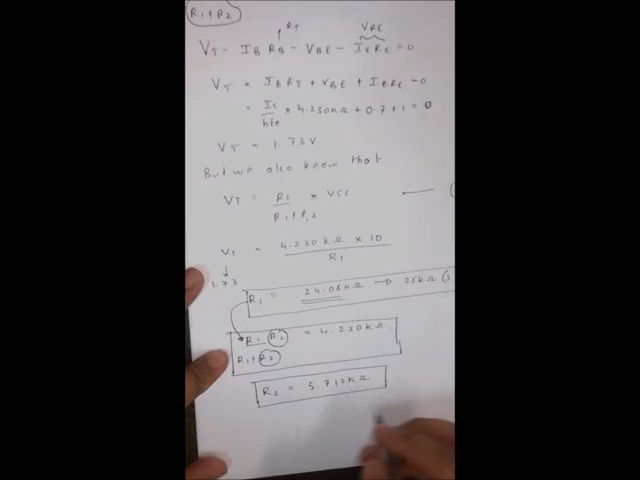 R1 + R2
RT
VRE
VT - IB RB - VBE - IERE = 0
VT = IBRT + VBE + IERE = 0
= IC/hfe × 4.230KΩ + 0.7 + 1 = 0
VT = 1.73V
But we also know that
VT = R2/R1+R2 × VCC
VT = 4.230KΩ × 10/R1
1.73
R1 = 24.08KΩ → 25KΩ
R1 R2/R1+R2 = 4.230KΩ
R2 = 5.712KΩ